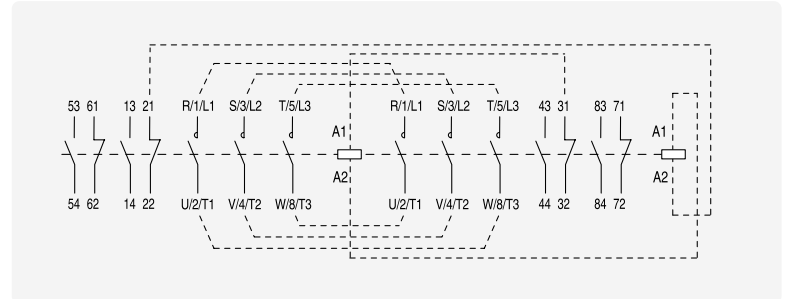 53 61 13 21 R/1/L1 S/3/L2 T/5/L3 R/1/L1 S/3/L2 T/5/L3 43 31 83 71
A1 A1
A2 A2
54 62 14 22 U/2/T1 V/4/T2 W/8/T3 U/2/T1 V/4/T2 W/8/T3 44 32 84 72